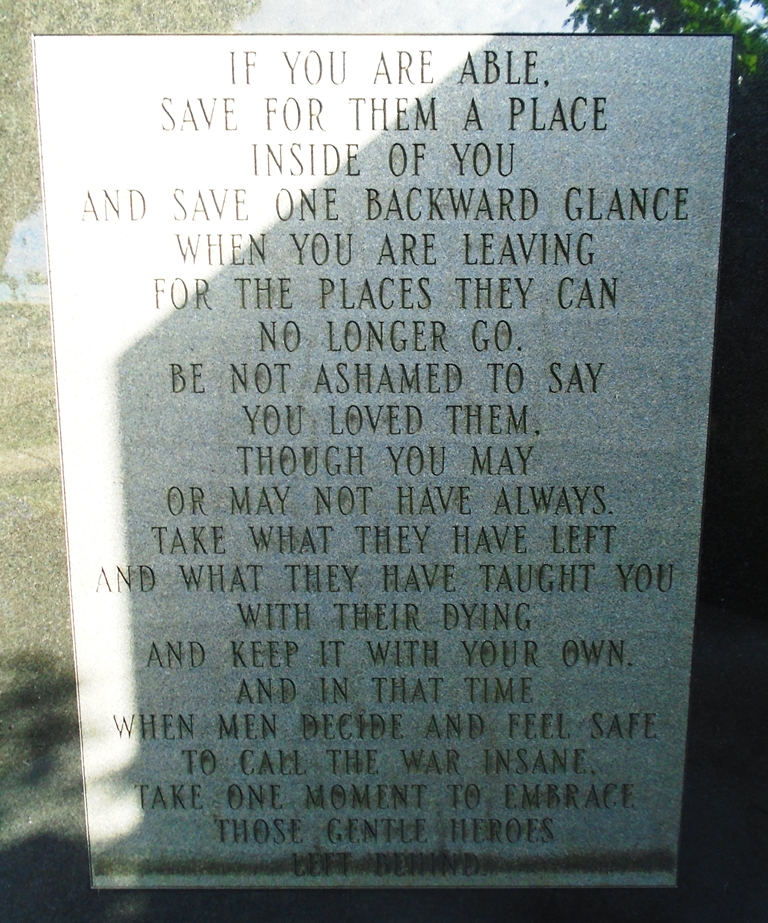 IF YOU ARE ABLE,
SAVE FOR THEM A PLACE
INSIDE OF YOU
AND SAVE ONE BACKWARD GLANCE
WHEN YOU ARE LEAVING
FOR THE PLACES THEY CAN
NO LONGER GO.
BE NOT ASHAMED TO SAY
YOU LOVED THEM,
THOUGH YOU MAY
OR MAY NOT HAVE ALWAYS.
TAKE WHAT THEY HAVE LEFT
AND WHAT THEY HAVE TAUGHT YOU
WITH THEIR DYING
AND KEEP IT WITH YOUR OWN.
AND IN THAT TIME
WHEN MEN DECIDE AND FEEL SAFE
TO CALL THE WAR INSANE,
TAKE ONE MOMENT TO EMBRACE
THOSE GENTLE HEROES
LEFT BEHIND.